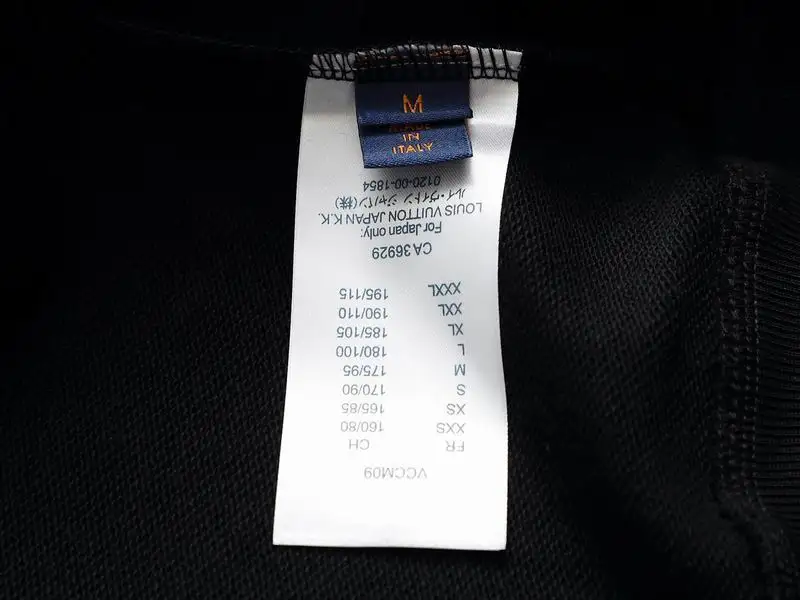 M
MADE
IN
ITALY
VCCM09
FR CH
XXS 160/80
XS 165/85
S 170/90
M 175/95
L 180/100
XL 185/105
XXL 190/110
XXXL 195/115
CA 36929
For Japan only:
LOUIS VUITTON JAPAN K.K.
ルイ・ヴィトン ジャパン(株)
0120-00-1854